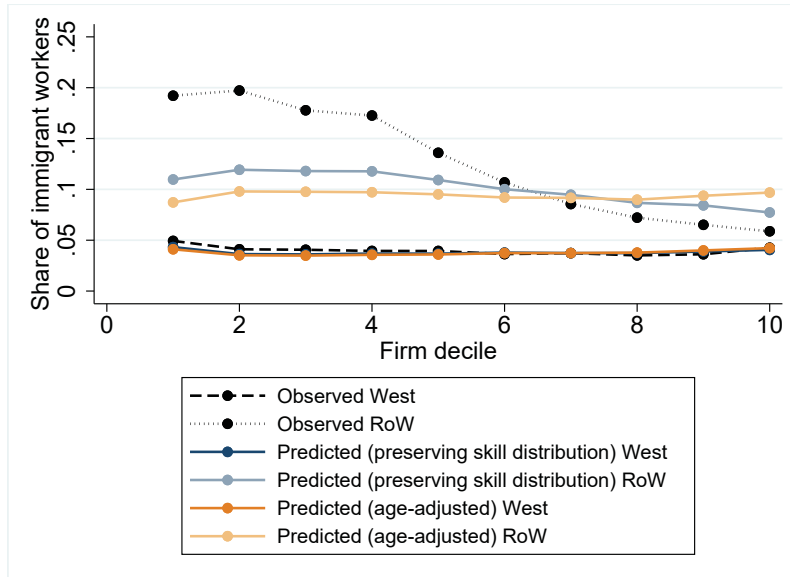 Share of immigrant workers
.25
.2
.15
.1
.05
0
0 2 4 6 8 10
Firm decile
Observed West
Observed RoW
Predicted (preserving skill distribution) West
Predicted (preserving skill distribution) RoW
Predicted (age-adjusted) West
Predicted (age-adjusted) RoW